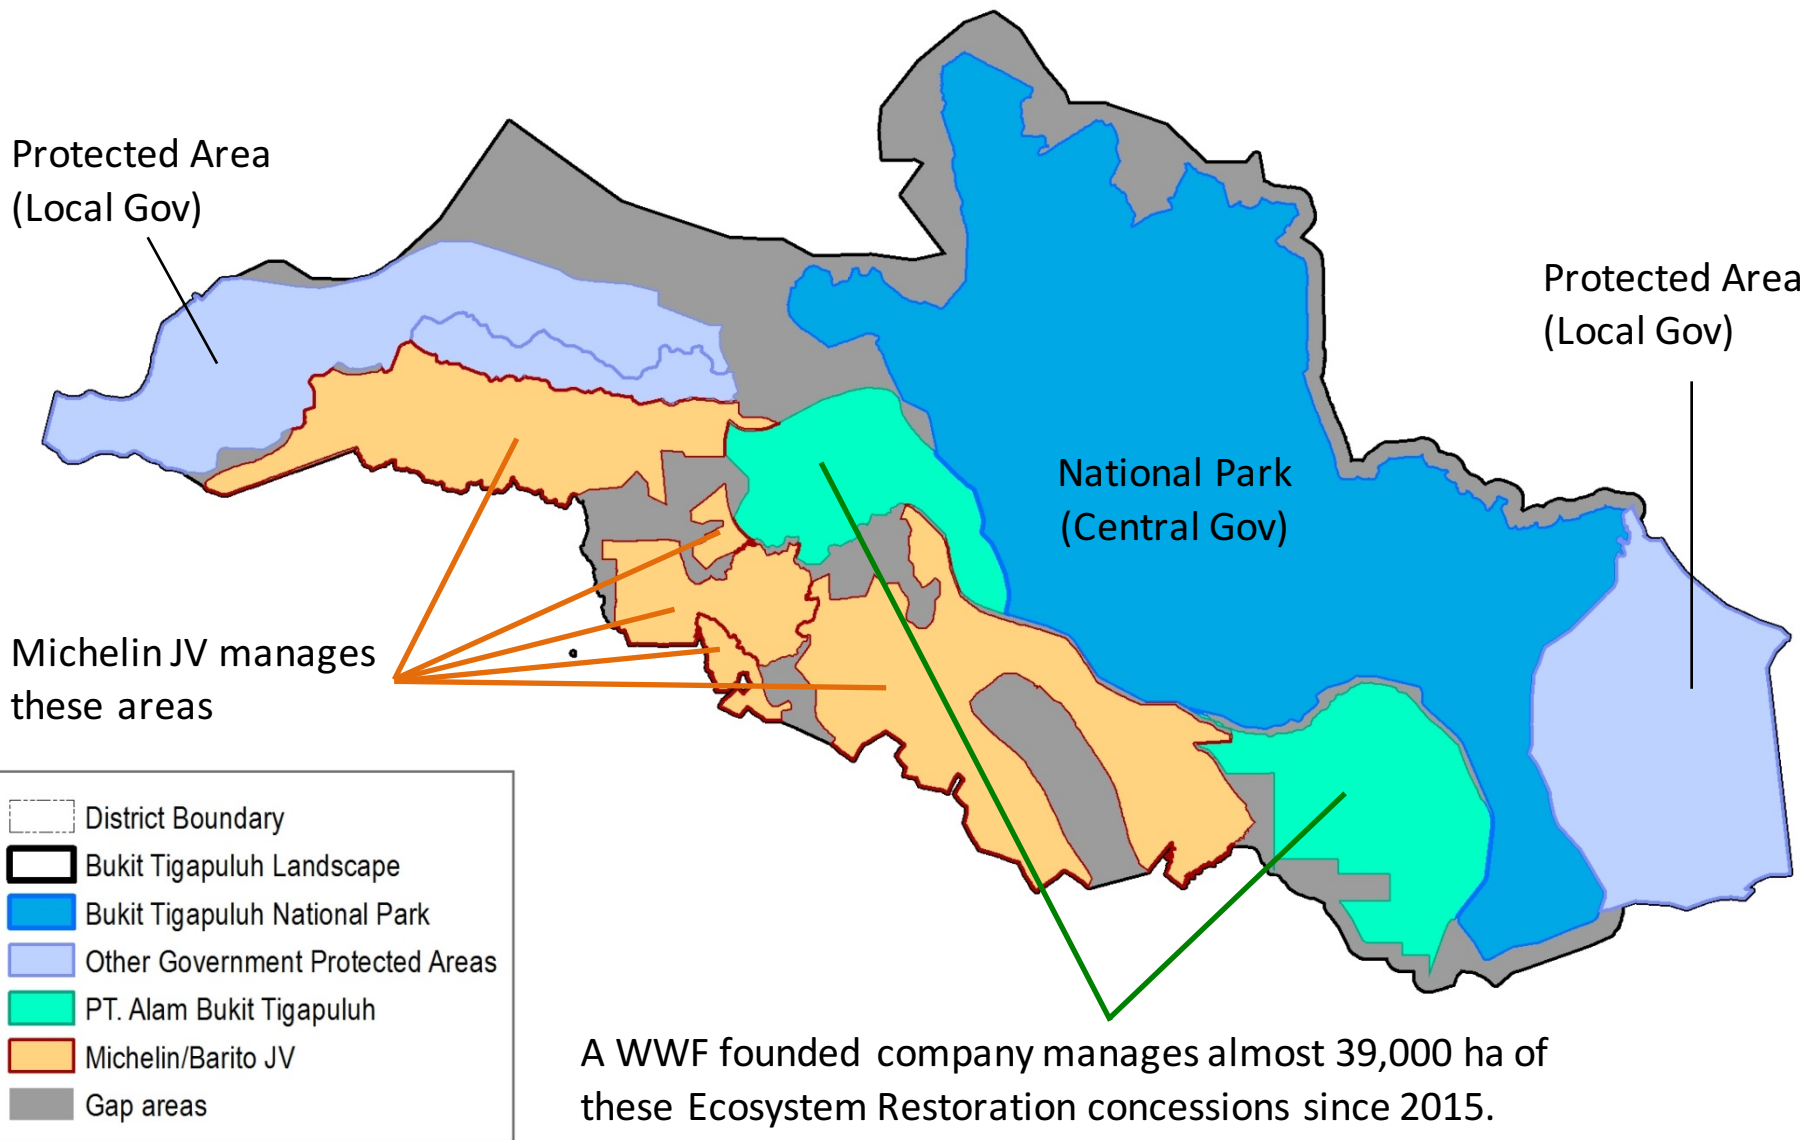 Protected Area
(Local Gov)
Protected Area
(Local Gov)
National Park
(Central Gov)
Michelin JV manages
these areas
District Boundary
Bukit Tigapuluh Landscape
Bukit Tigapuluh National Park
Other Government Protected Areas
PT. Alam Bukit Tigapuluh
Michelin/Barito JV
Gap areas
A WWF founded company manages almost 39,000 ha of
these Ecosystem Restoration concessions since 2015.